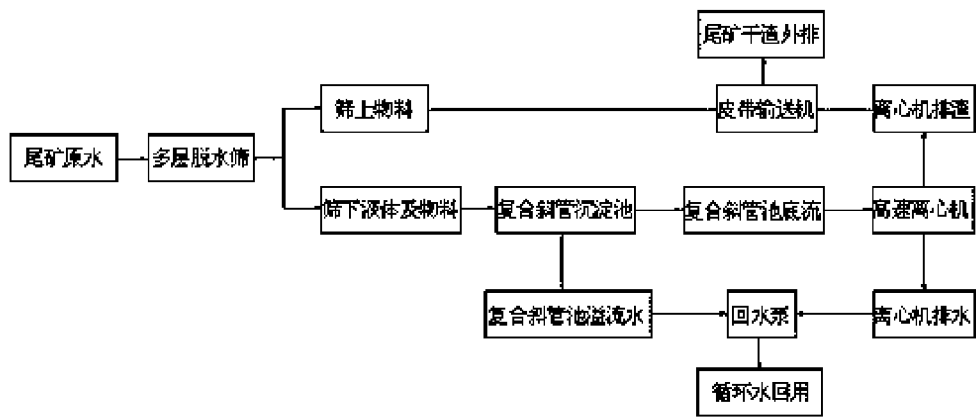 尾矿干渣外排
筛上物料
皮带输送机
离心机排渣
尾矿原水
多层脱水筛
筛下液体及物料
复合斜管沉淀池
复合斜管池底流
高速离心机
复合斜管池溢流水
回水泵
离心机排水
循环水回用